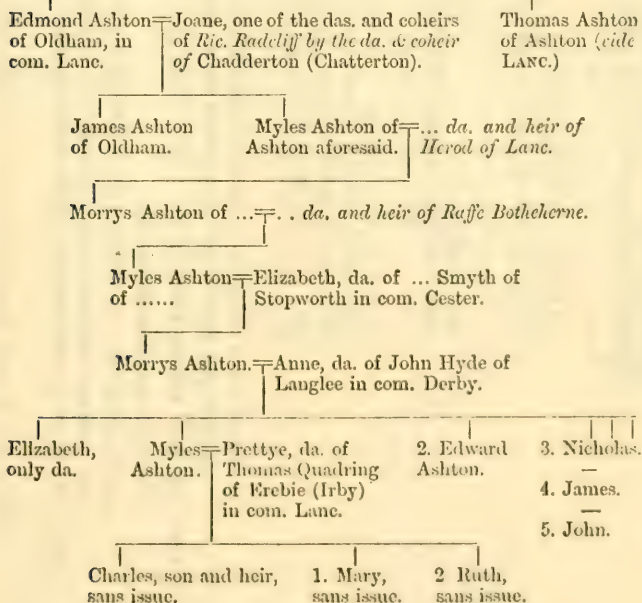 Edmond Ashton=Joane, one of the das. and coheirs
of Oldham, in of Ric. Radcliff by the da. & coheir
com. Lanc. of Chadderton (Chatterton).
Thomas Ashton
of Ashton (vide
LANC.)
James Ashton
of Oldham.
Myles Ashton of=... da. and heir of
Ashton aforesaid. Herod of Lanc.
Morrys Ashton of ...=. . da. and heir of Raffe Botheherne.
Myles Ashton=Elizabeth, da. of ... Smyth of
of ...... Stopworth in com. Cester.
Morrys Ashton.=Anne, da. of John Hyde of
Langlee in com. Derby.
Elizabeth,
only da.
Myles=Prettye, da. of
Ashton. Thomas Quadring
of Erebie (Irby)
in com. Lanc.
2. Edward
Ashton.
3. Nicholas.
—
4. James.
—
5. John.
Charles, son and heir,
sans issue.
1. Mary,
sans issue.
2 Ruth,
sans issue.